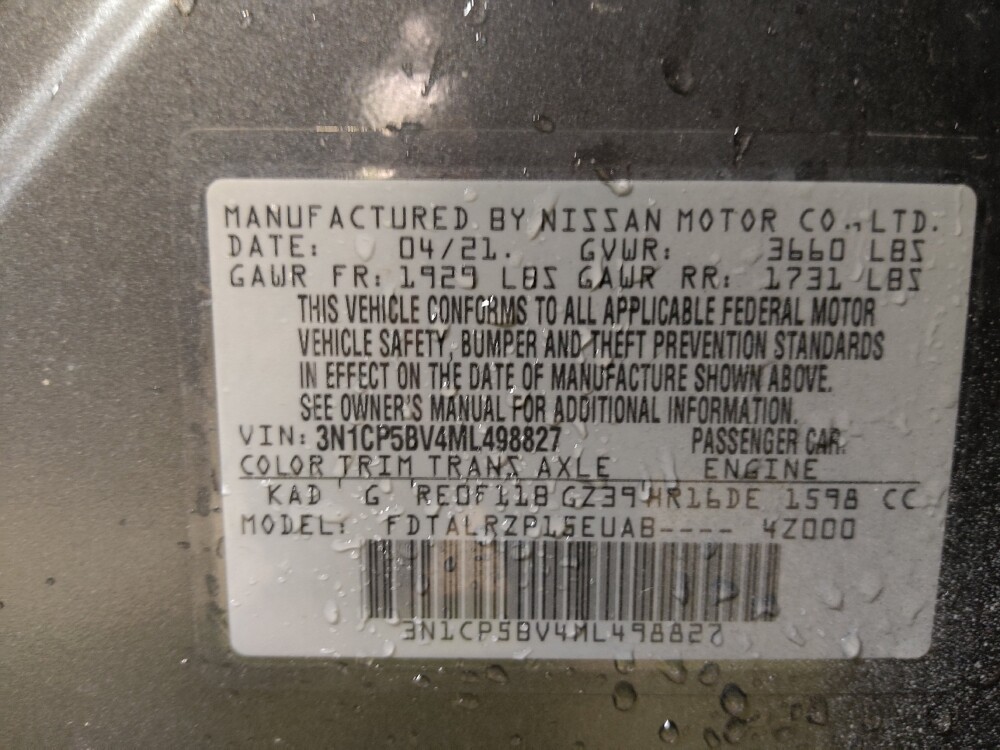 MANUFACTURED BY NISSAN MOTOR CO., LTD.
DATE: 04/21. GVWR: 3660 LBS
GAWR FR: 1929 LBS GAWR RR: 1731 LBS
THIS VEHICLE CONFORMS TO ALL APPLICABLE FEDERAL MOTOR
VEHICLE SAFETY, BUMPER AND THEFT PREVENTION STANDARDS
IN EFFECT ON THE DATE OF MANUFACTURE SHOWN ABOVE.
SEE OWNER'S MANUAL FOR ADDITIONAL INFORMATION.
VIN: 3N1CP5BV4ML498827 PASSENGER CAR
COLOR TRIM TRANS AXLE ENGINE
KAD G RE0F11B GZ39 HR16DE 1598 CC
MODEL: FDTALRZP15EUAB---- 4Z000
3N1CP5BV4ML498827